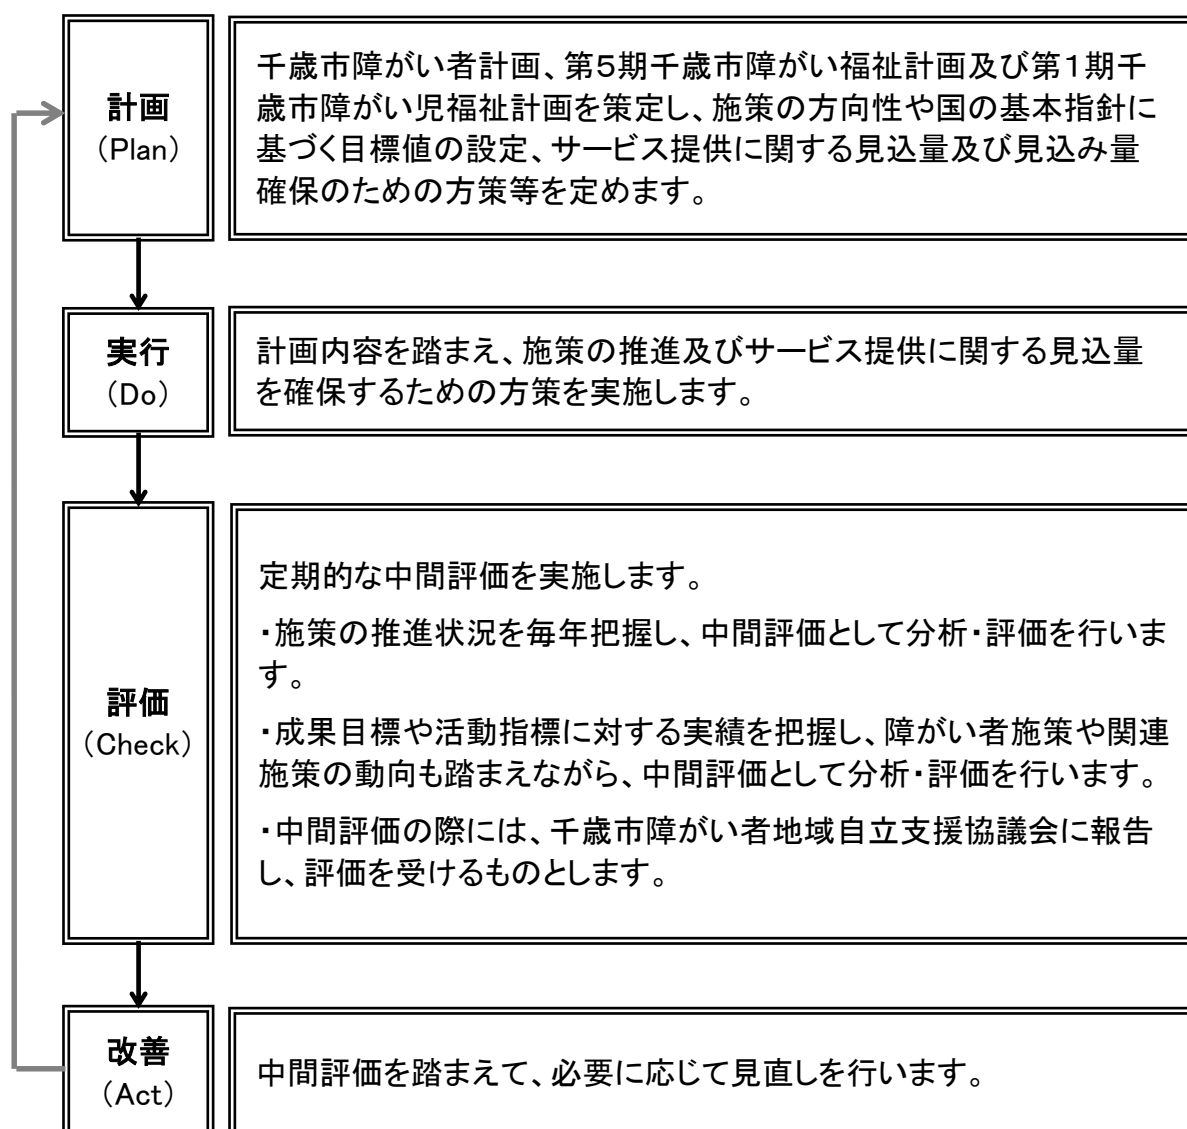 計画
（Plan）
千歳市障がい者計画、第5期千歳市障がい福祉計画及び第1期千
歳市障がい児福祉計画を策定し、施策の方向性や国の基本指針に
基づく目標値の設定、サービス提供に関する見込量及び見込み量
確保のための方策等を定めます。
実行
（Do）
計画内容を踏まえ、施策の推進及びサービス提供に関する見込量
を確保するための方策を実施します。
評価
（Check）
定期的な中間評価を実施します。
・施策の推進状況を毎年把握し、中間評価として分析・評価を行いま
す。
・成果目標や活動指標に対する実績を把握し、障がい者施策や関連
施策の動向も踏まえながら、中間評価として分析・評価を行います。
・中間評価の際には、千歳市障がい者地域自立支援協議会に報告
し、評価を受けるものとします。
改善
（Act）
中間評価を踏まえて、必要に応じて見直しを行います。